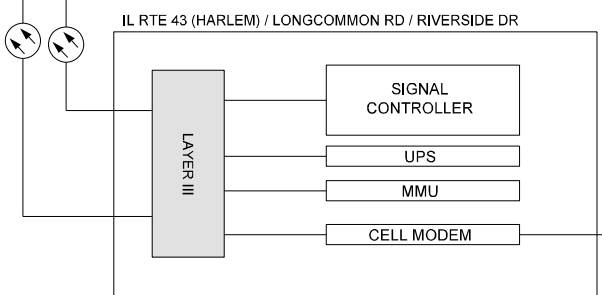 IL RTE 43 (HARLEM) / LONGCOMMON RD / RIVERSIDE DR
SIGNAL
CONTROLLER
LAYER III
UPS
MMU
CELL MODEM